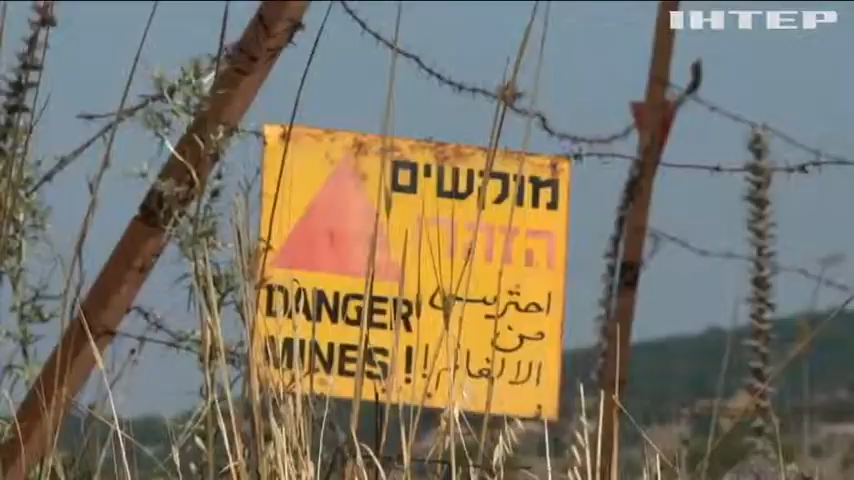 ІНТЕР
מוקשים
הזהר
DANGER
MINES !!
احترس
من
الالغام !!